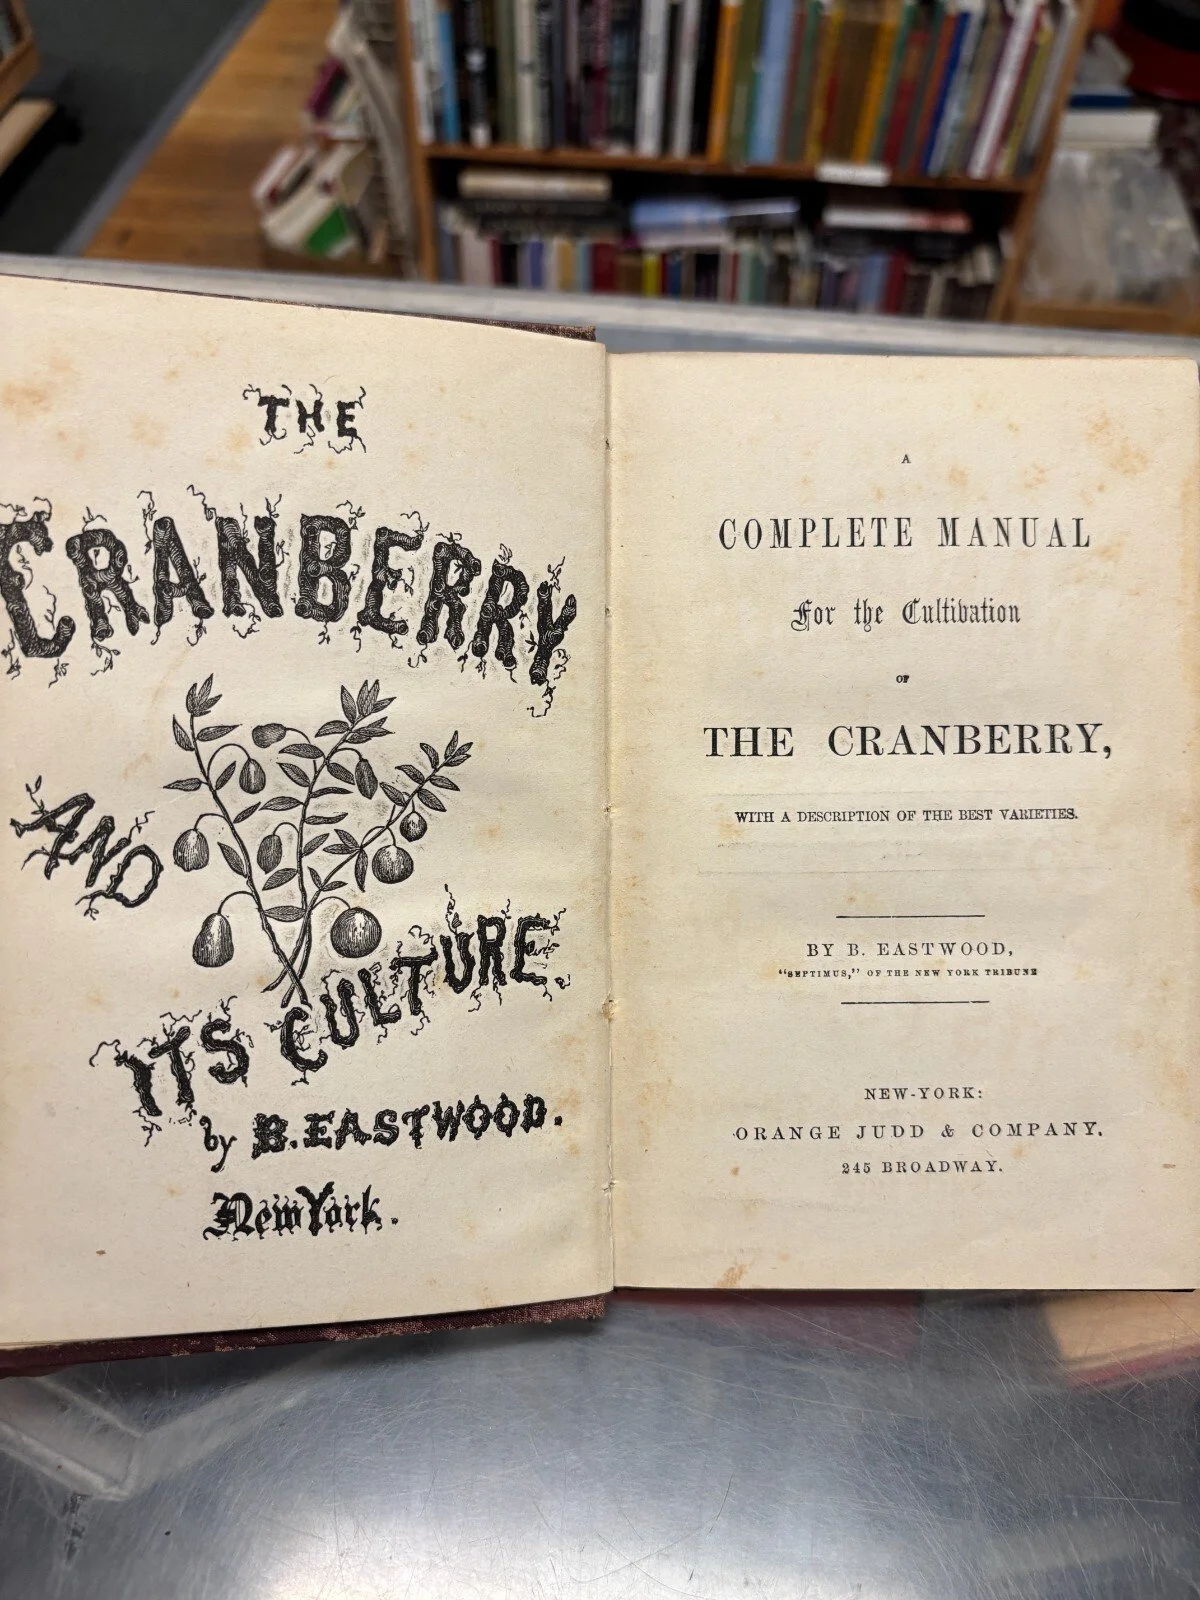 THE
CRANBERRY
AND
ITS CULTURE.
by B. EASTWOOD.
New York.
A
COMPLETE MANUAL
For the Cultivation
OF
THE CRANBERRY,
WITH A DESCRIPTION OF THE BEST VARIETIES.
BY B. EASTWOOD,
"SEPTIMUS," OF THE NEW YORK TRIBUNE
NEW-YORK:
ORANGE JUDD & COMPANY,
245 BROADWAY.